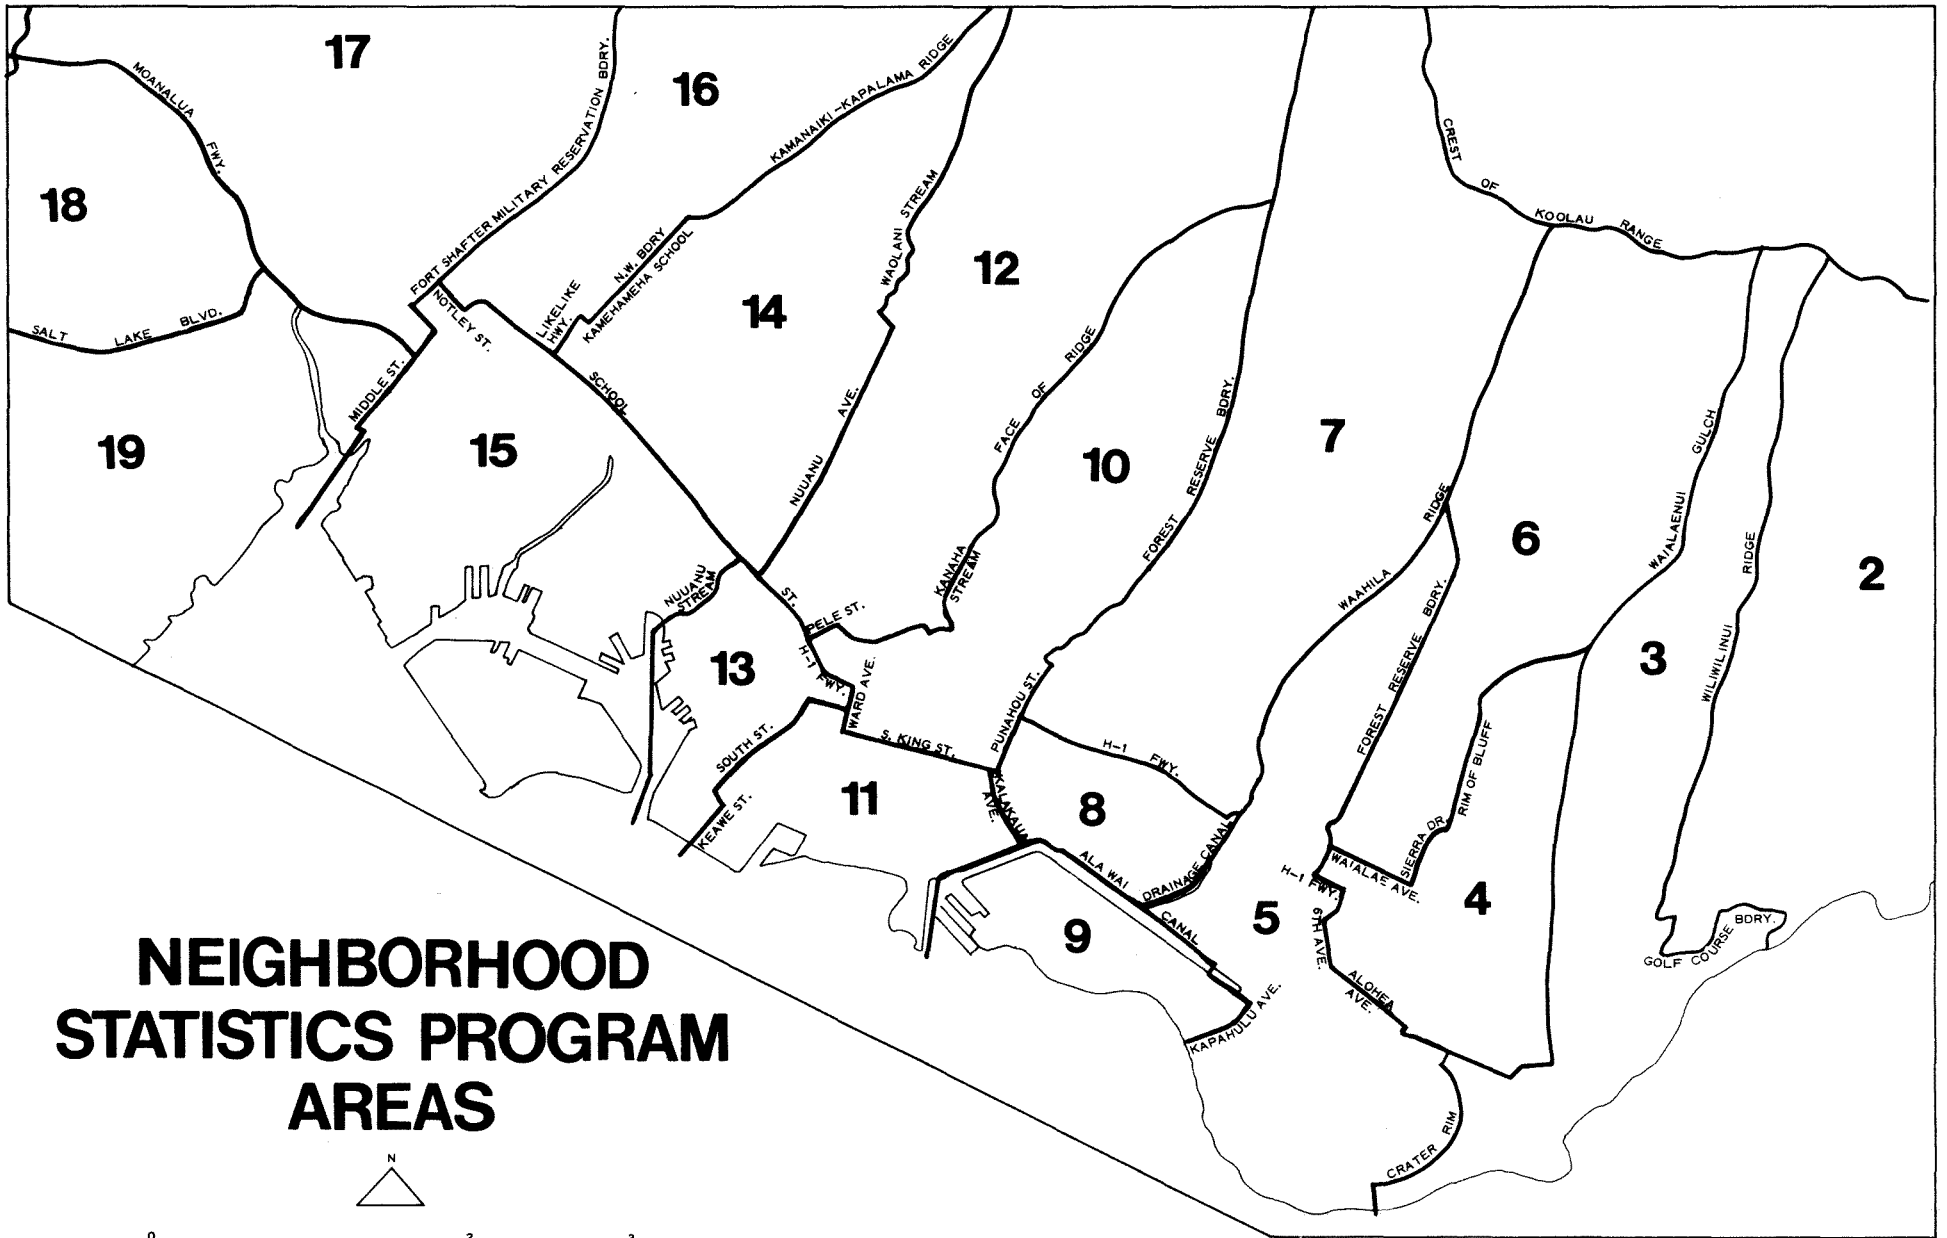 17
16
18
14
12
15
19
10
7
6
2
3
13
11
8
9
5
4
MOANALUA
FWY.
FORT SHAFTER MILITARY RESERVATION BDRY.
KAMANAIKI-KAPALAMA RIDGE
CREST
OF
KOOLAU
RANGE
SALT
LAKE
BLVD.
NOTLEY ST.
LIKELIKE
HWY.
N.W. BDRY
KAMEHAMEHA SCHOOL
WAOLANI STREAM
MIDDLE ST.
SCHOOL
ST.
NUUANU
AVE.
FACE
OF
RIDGE
KANAHA
STREAM
FOREST
RESERVE
BDRY.
WAAHILA
RIDGE
FOREST
RESERVE
BDRY.
WAIALAENUI
GULCH
WILIWILINUI
RIDGE
NUUANU
STREAM
PELE ST.
H-1
FWY.
WARD AVE.
SOUTH ST.
KEAWE ST.
S. KING ST.
PUNAHOU ST.
H-1
FWY.
KALAKAUA
AVE.
ALA WAI
CANAL
DRAINAGE CANAL
SIERRA DR.
RIM OF BLUFF
WAIALAE AVE.
H-1 FWY.
6TH AVE.
ALOHEA
AVE.
KAPAHULU AVE.
CRATER RIM
GOLF COURSE BDRY.
NEIGHBORHOOD
STATISTICS PROGRAM
AREAS
N